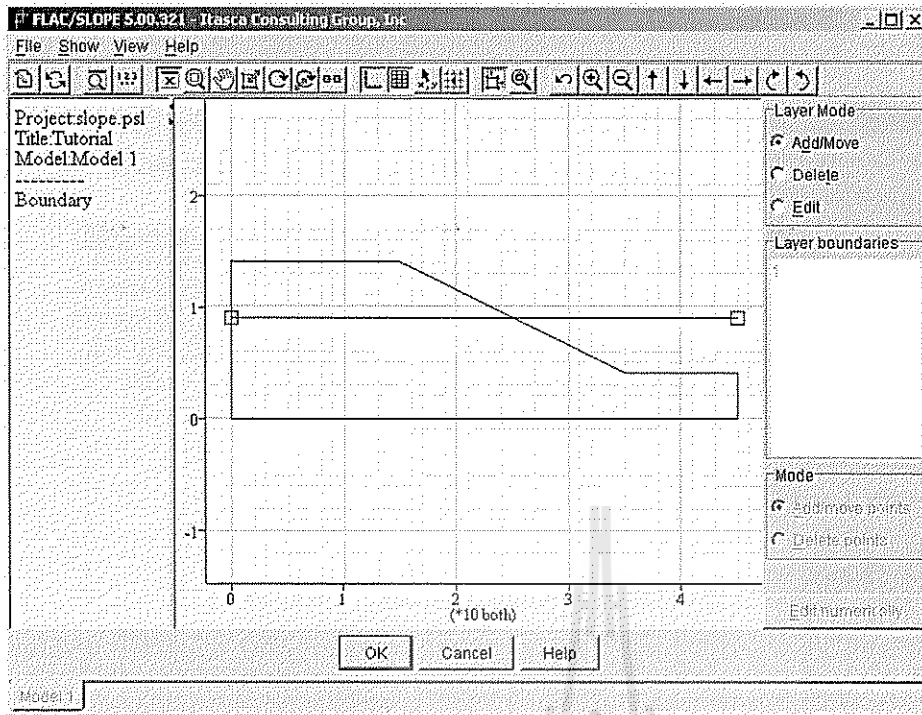 FLAC/SLOPE 5.00.321 - Itasca Consulting Group, Inc
File Show View Help
Project:slope.psl
Title:Tutorial
Model:Model 1
---------
Boundary
2
1
0
-1
0 1 2 3 4
(*10 both)
Layer Mode
Add/Move
Delete
Edit
Layer boundaries
1
Mode
Add/move points
Delete points
Edit numerically
OK Cancel Help
Model 1